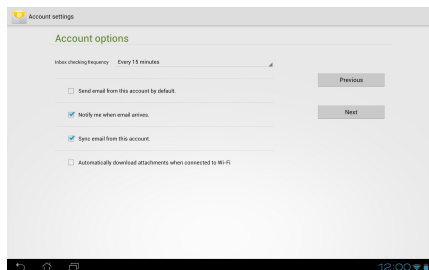 Account settings
Account options
Inbox checking frequency Every 15 minutes
Previous
Send email from this account by default.
Notify me when email arrives.
Next
Sync email from this account.
Automatically download attachments when connected to Wi-Fi
12:00